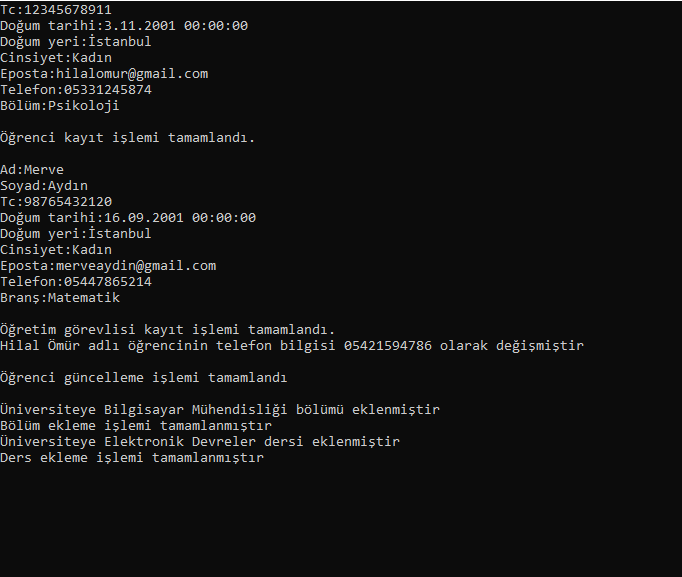 Tc:12345678911
Doğum tarihi:3.11.2001 00:00:00
Doğum yeri:İstanbul
Cinsiyet:Kadın
Eposta:hilalomur@gmail.com
Telefon:05331245874
Bölüm:Psikoloji
Öğrenci kayıt işlemi tamamlandı.
Ad:Merve
Soyad:Aydın
Tc:98765432120
Doğum tarihi:16.09.2001 00:00:00
Doğum yeri:İstanbul
Cinsiyet:Kadın
Eposta:merveaydin@gmail.com
Telefon:05447865214
Branş:Matematik
Öğretim görevlisi kayıt işlemi tamamlandı.
Hilal Ömür adlı öğrencinin telefon bilgisi 05421594786 olarak değişmiştir
Öğrenci güncelleme işlemi tamamlandı
Üniversiteye Bilgisayar Mühendisliği bölümü eklenmiştir
Bölüm ekleme işlemi tamamlanmıştır
Üniversiteye Elektronik Devreler dersi eklenmiştir
Ders ekleme işlemi tamamlanmıştır